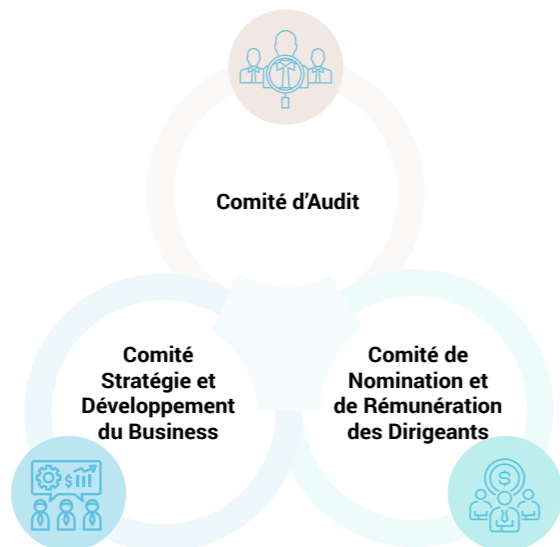 Comité d’Audit
Comité
Stratégie et
Développement
du Business
Comité de
Nomination et
de Rémunération
des Dirigeants
$
$